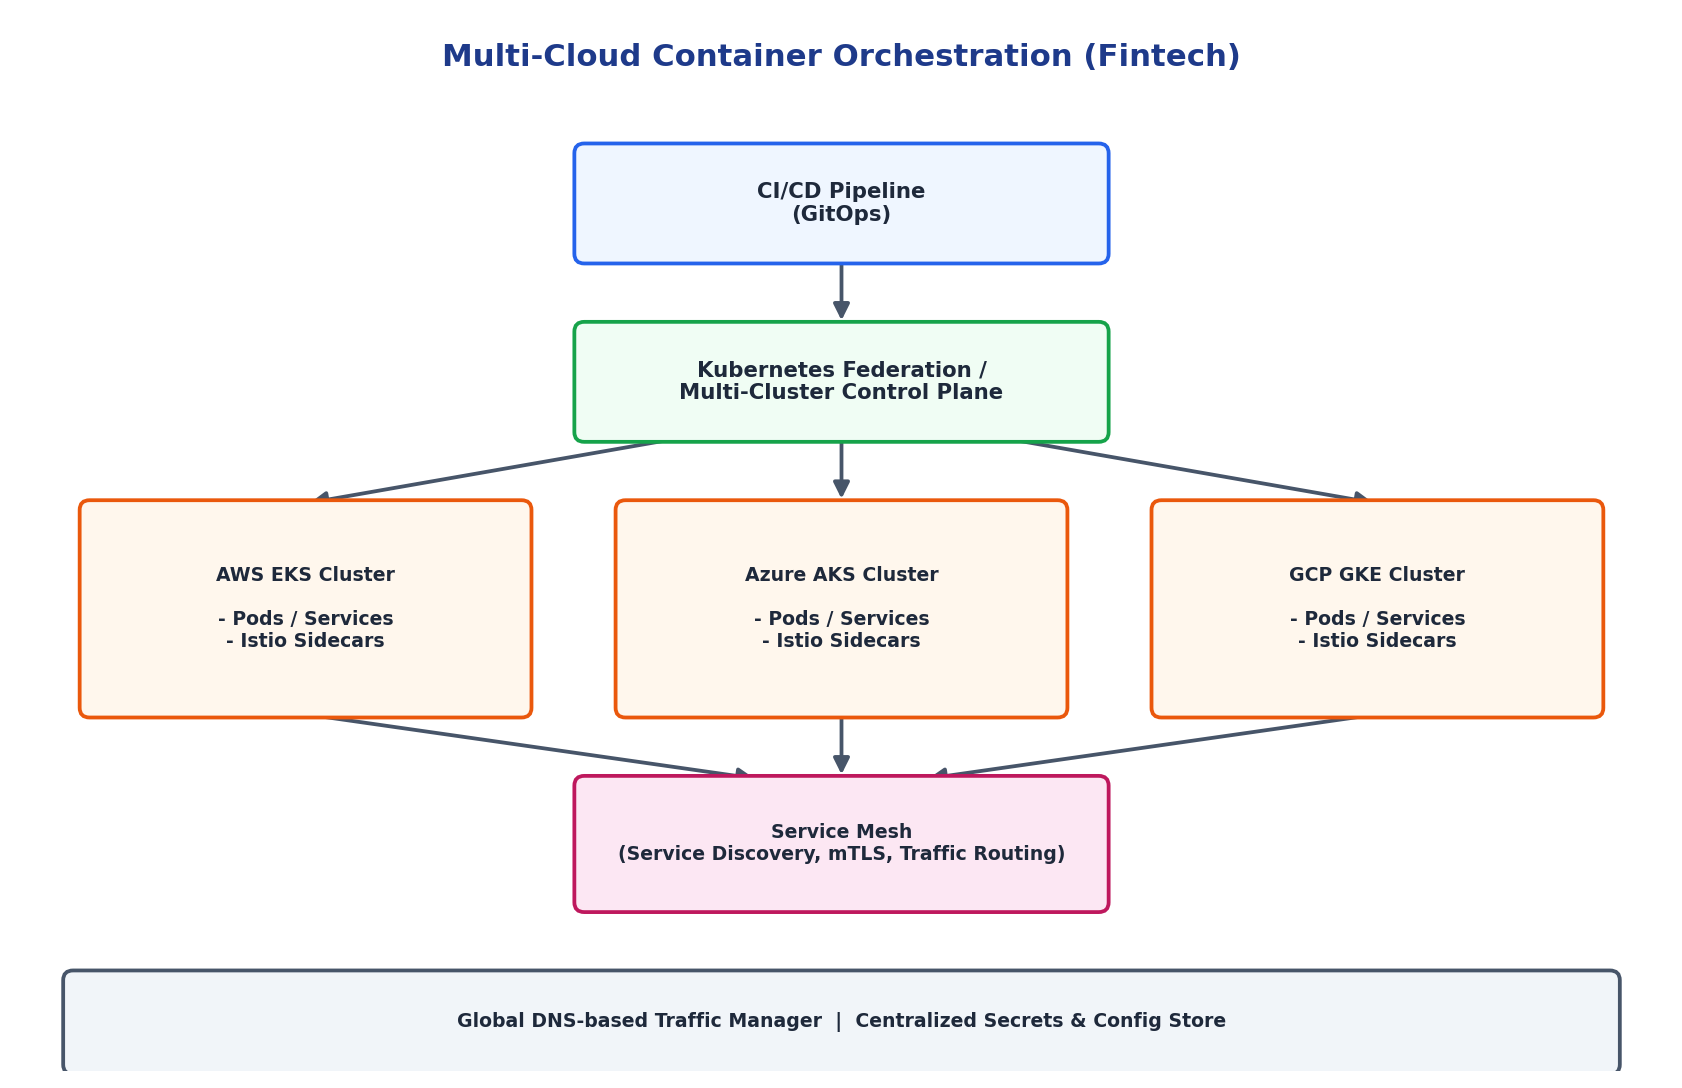 Multi-Cloud Container Orchestration (Fintech)
CI/CD Pipeline
(GitOps)
Kubernetes Federation /
Multi-Cluster Control Plane
AWS EKS Cluster
- Pods / Services
- Istio Sidecars
Azure AKS Cluster
- Pods / Services
- Istio Sidecars
GCP GKE Cluster
- Pods / Services
- Istio Sidecars
Service Mesh
(Service Discovery, mTLS, Traffic Routing)
Global DNS-based Traffic Manager | Centralized Secrets & Config Store